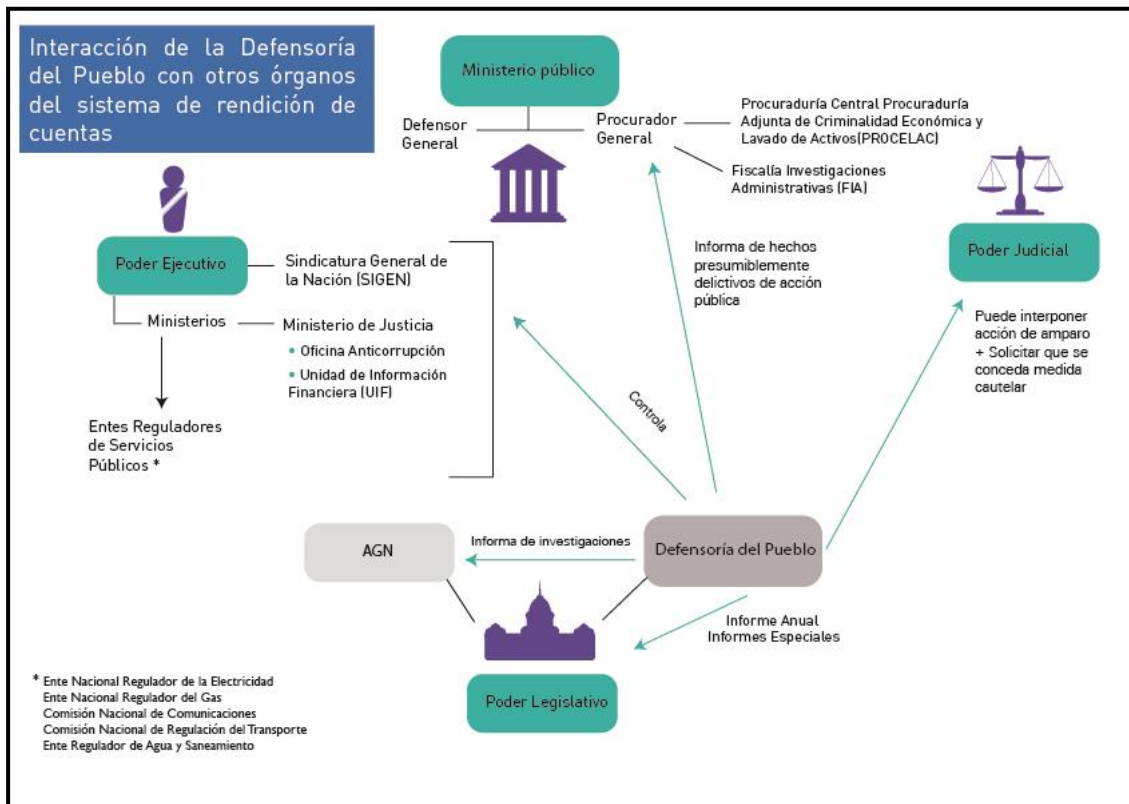 Interacción de la Defensoría
del Pueblo con otros órganos
del sistema de rendición de
cuentas
Ministerio público
Defensor
General
Procurador
General
Procuraduría Central Procuraduría
Adjunta de Criminalidad Económica y
Lavado de Activos(PROCELAC)
Fiscalía Investigaciones
Administrativas (FIA)
Poder Ejecutivo
Sindicatura General de
la Nación (SIGEN)
Ministerios
Ministerio de Justicia
• Oficina Anticorrupción
• Unidad de Información
Financiera (UIF)
Entes Reguladores
de Servicios
Públicos *
Informa de hechos
presumiblemente
delictivos de acción
pública
Poder Judicial
Puede interponer
acción de amparo
+ Solicitar que se
conceda medida
cautelar
Controla
AGN
Informa de investigaciones
Defensoría del Pueblo
Informe Anual
Informes Especiales
Poder Legislativo
* Ente Nacional Regulador de la Electricidad
Ente Nacional Regulador del Gas
Comisión Nacional de Comunicaciones
Comisión Nacional de Regulación del Transporte
Ente Regulador de Agua y Saneamiento